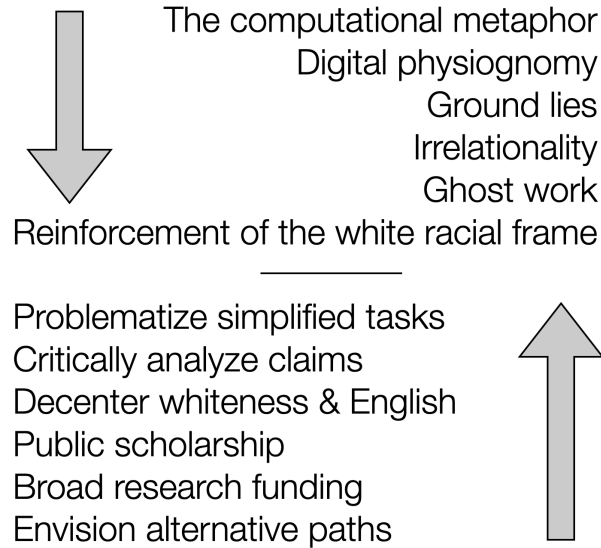 The computational metaphor
Digital physiognomy
Ground lies
Irrelationality
Ghost work
Reinforcement of the white racial frame
Problematize simplified tasks
Critically analyze claims
Decenter whiteness & English
Public scholarship
Broad research funding
Envision alternative paths